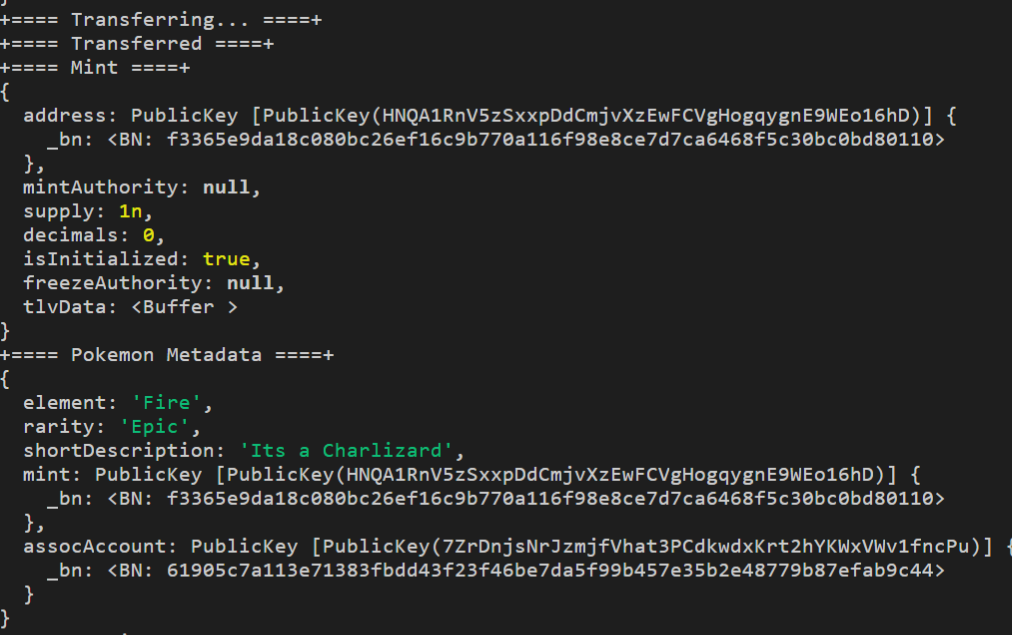 }
+==== Transferring... ====+
+==== Transferred ====+
+==== Mint ====+
{
  address: PublicKey [PublicKey(HNQA1RnV5zSxxpDdCmjvXzEwFCVgHogqygnE9WEo16hD)] {
    _bn: <BN: f3365e9da18c080bc26ef16c9b770a116f98e8ce7d7ca6468f5c30bc0bd80110>
  },
  mintAuthority: null,
  supply: 1n,
  decimals: 0,
  isInitialized: true,
  freezeAuthority: null,
  tlvData: <Buffer >
}
+==== Pokemon Metadata ====+
{
  element: 'Fire',
  rarity: 'Epic',
  shortDescription: 'Its a Charlizard',
  mint: PublicKey [PublicKey(HNQA1RnV5zSxxpDdCmjvXzEwFCVgHogqygnE9WEo16hD)] {
    _bn: <BN: f3365e9da18c080bc26ef16c9b770a116f98e8ce7d7ca6468f5c30bc0bd80110>
  },
  assocAccount: PublicKey [PublicKey(7ZrDnjsNrJzmjfVhat3PCdkwdxKrt2hYKWxVWv1fncPu)] {
    _bn: <BN: 61905c7a113e71383fbdd43f23f46be7da5f99b457e35b2e48779b87efab9c44>
  }
}